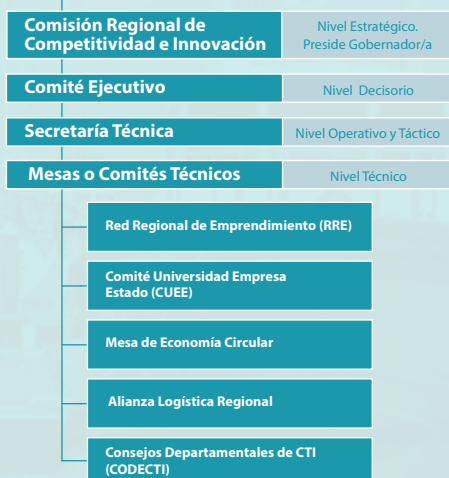 Comisión Regional de
Competitividad e Innovación
Nivel Estratégico.
Preside Gobernador/a
Comité Ejecutivo
Nivel Decisorio
Secretaría Técnica
Nivel Operativo y Táctico
Mesas o Comités Técnicos
Nivel Técnico
Red Regional de Emprendimiento (RRE)
Comité Universidad Empresa
Estado (CUEE)
Mesa de Economía Circular
Alianza Logística Regional
Consejos Departamentales de CTI
(CODECTI)